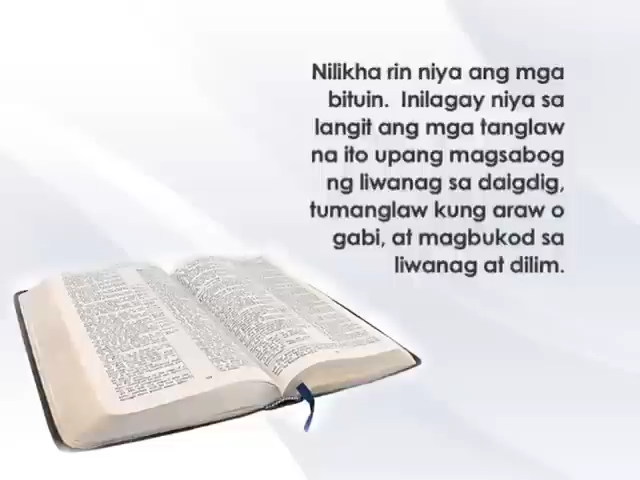 Nilikha rin niya ang mga
bituin. Inilagay niya sa
langit ang mga tanglaw
na ito upang magsabog
ng liwanag sa daigdig,
tumanglaw kung araw o
gabi, at magbukod sa
liwanag at dilim.